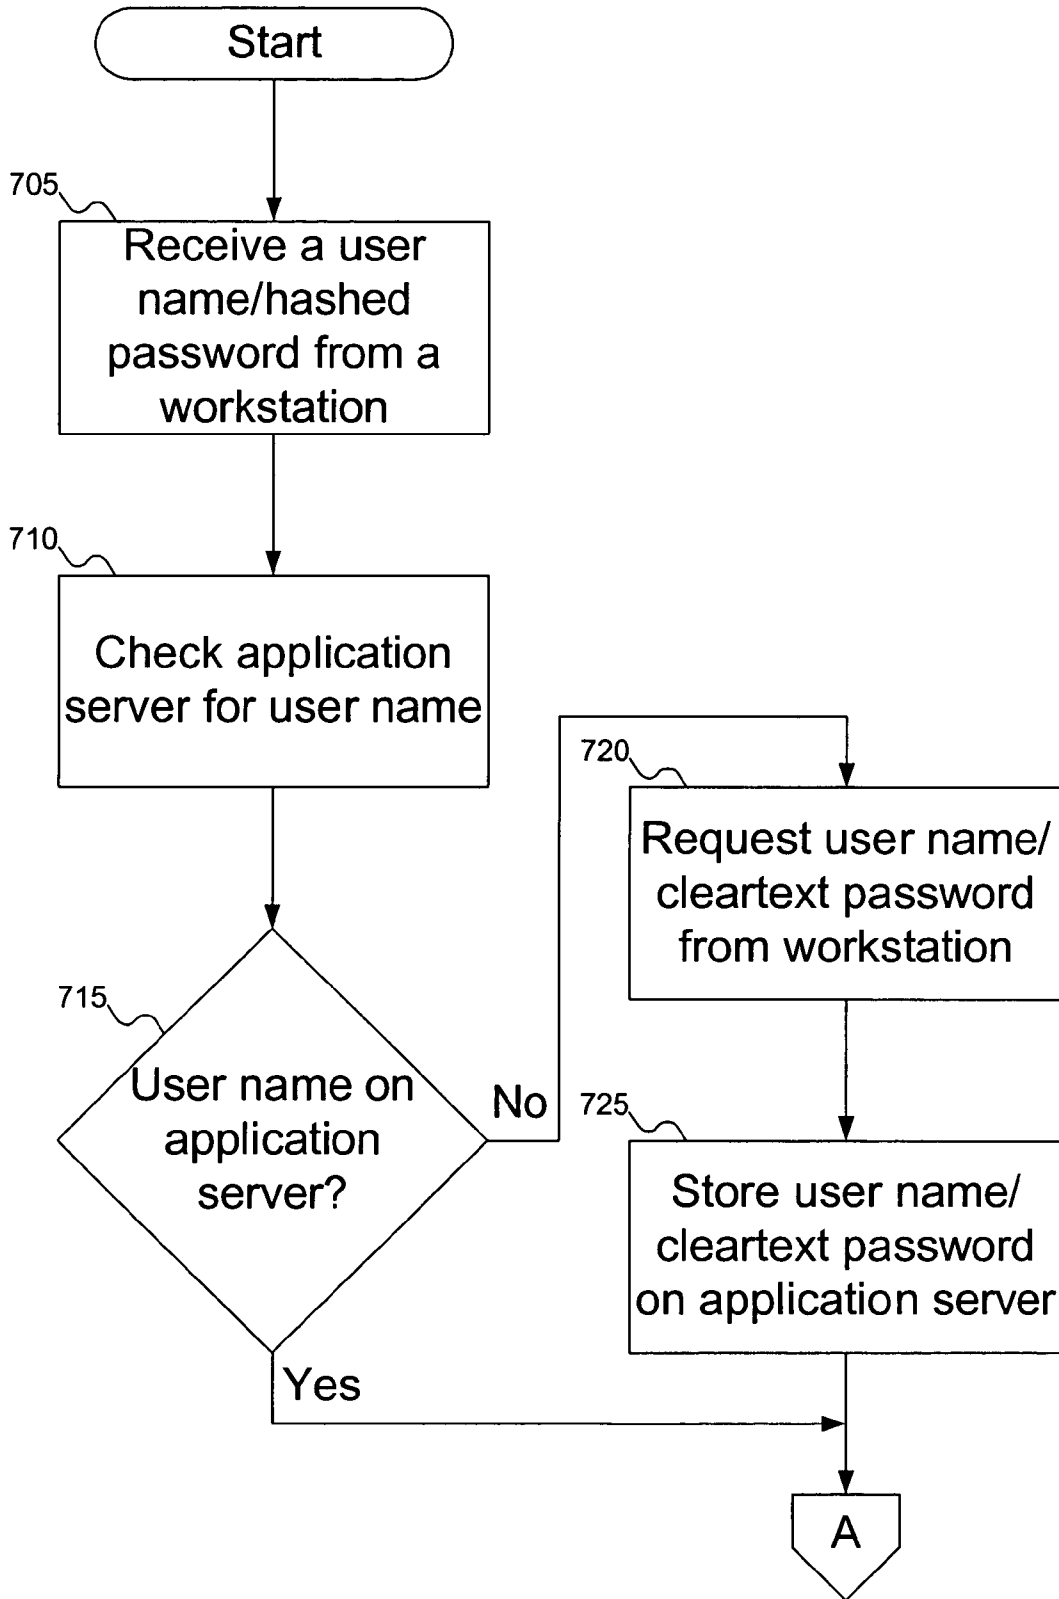 Start
705
Receive a user
name/hashed
password from a
workstation
710
Check application
server for user name
715
User name on
application
server?
No
Yes
720
Request user name/
cleartext password
from workstation
725
Store user name/
cleartext password
on application server
A